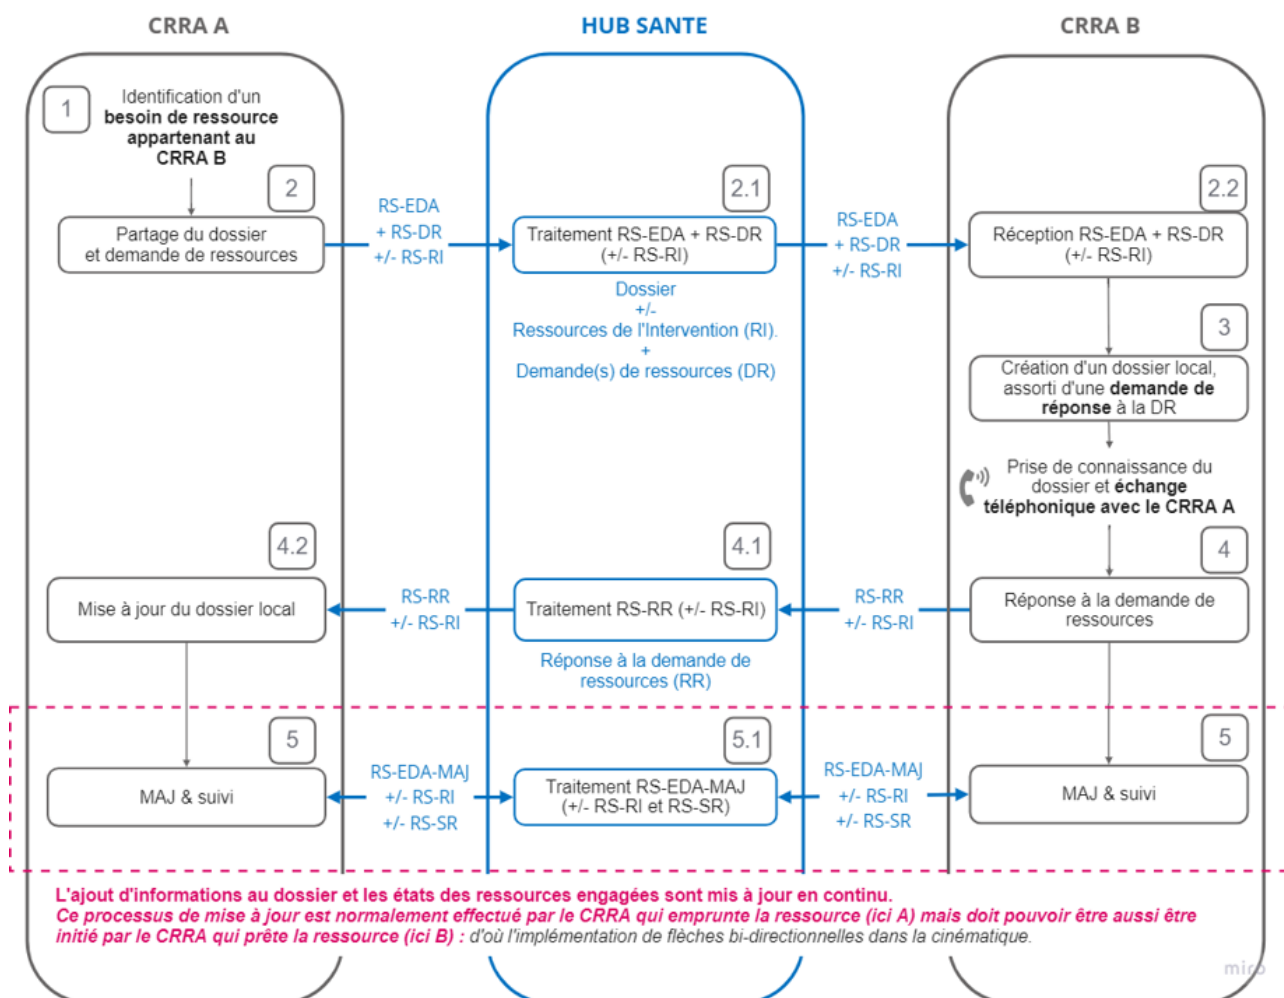 CRRA A
HUB SANTE
CRRA B
1
Identification d'un
besoin de ressource
appartenant au
CRRA B
2
Partage du dossier
et demande de ressources
RS-EDA
+ RS-DR
+/- RS-RI
2.1
Traitement RS-EDA + RS-DR
(+/- RS-RI)
Dossier
+/-
Ressources de l'Intervention (RI).
+
Demande(s) de ressources (DR)
RS-EDA
+ RS-DR
+/- RS-RI
2.2
Réception RS-EDA + RS-DR
(+/- RS-RI)
3
Création d'un dossier local,
assorti d'une demande de
réponse à la DR
Prise de connaissance du
dossier et échange
téléphonique avec le CRRA A
4
Réponse à la demande de
ressources
RS-RR
+/- RS-RI
4.1
Traitement RS-RR (+/- RS-RI)
Réponse à la demande de
ressources (RR)
RS-RR
+/- RS-RI
4.2
Mise à jour du dossier local
5
MAJ & suivi
RS-EDA-MAJ
+/- RS-RI
+/- RS-SR
5.1
Traitement RS-EDA-MAJ
(+/- RS-RI et RS-SR)
RS-EDA-MAJ
+/- RS-RI
+/- RS-SR
5
MAJ & suivi
L'ajout d'informations au dossier et les états des ressources engagées sont mis à jour en continu.
Ce processus de mise à jour est normalement effectué par le CRRA qui emprunte la ressource (ici A) mais doit pouvoir être aussi être
initié par le CRRA qui prête la ressource (ici B) : d'où l'implémentation de flèches bi-directionnelles dans la cinématique.
miro